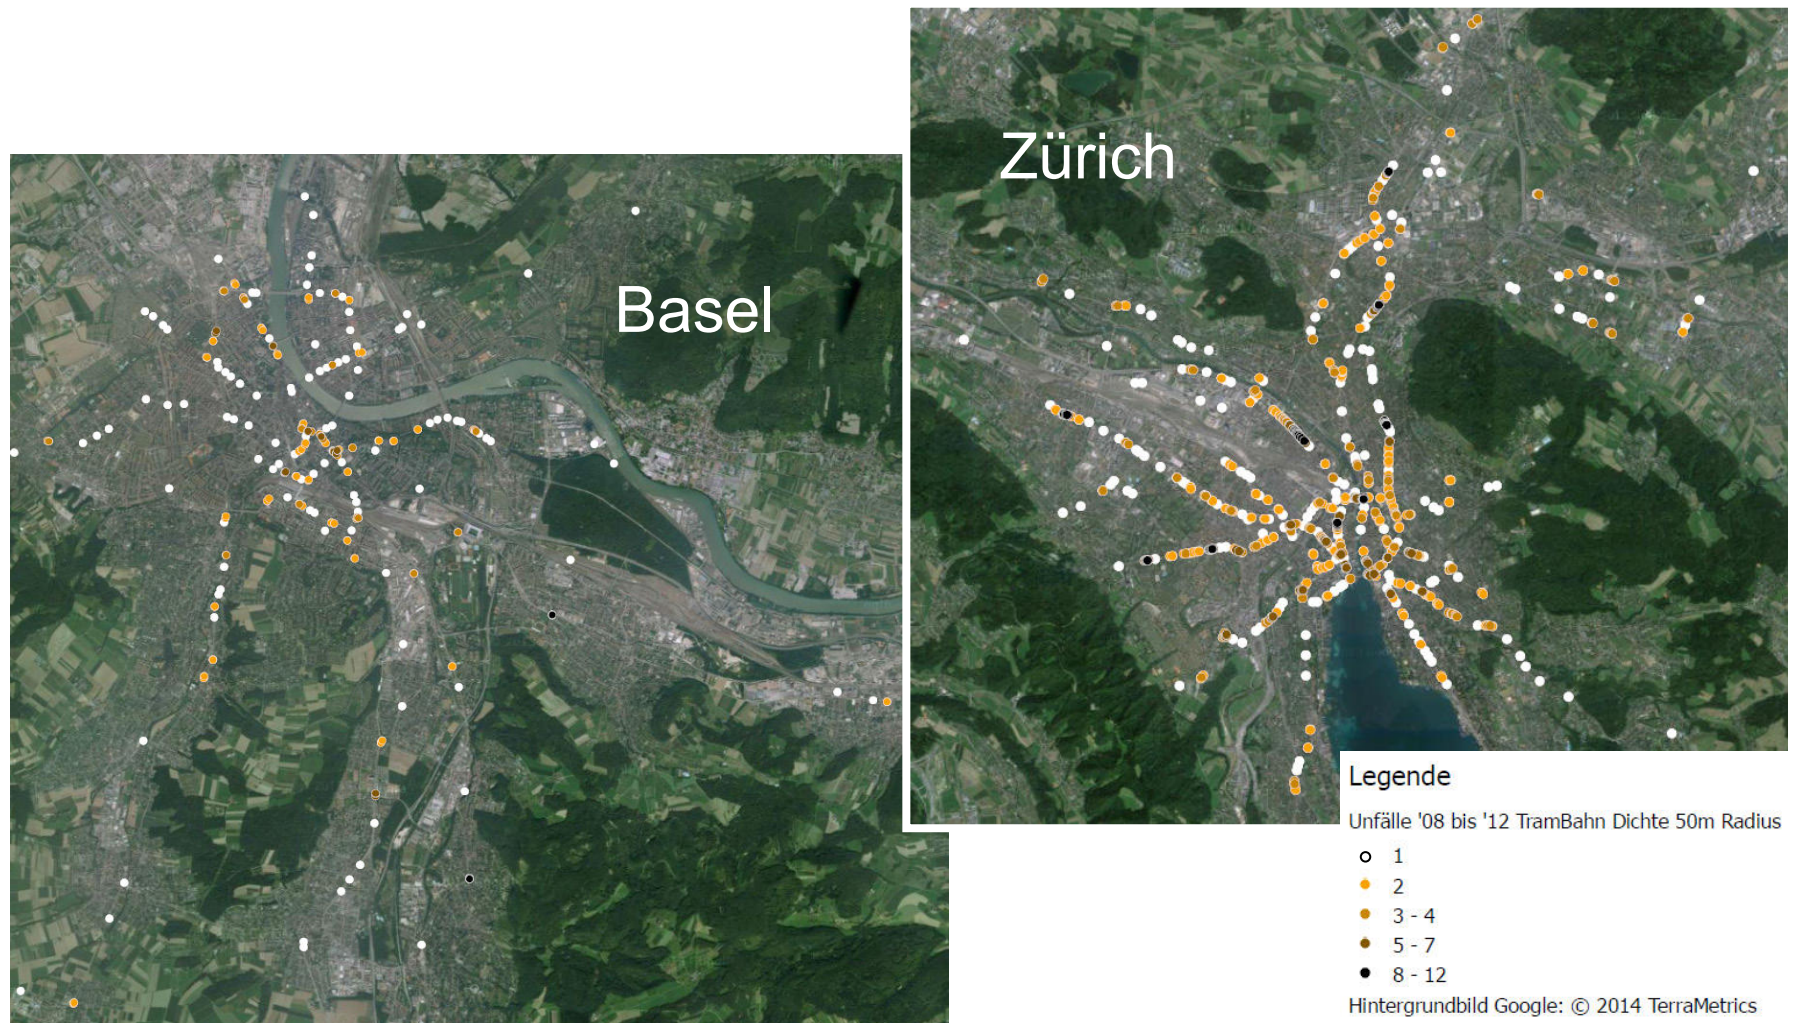 Zürich
Basel
Legende
Unfälle '08 bis '12 TramBahn Dichte 50m Radius
1
2
3 - 4
5 - 7
8 - 12
Hintergrundbild Google: © 2014 TerraMetrics